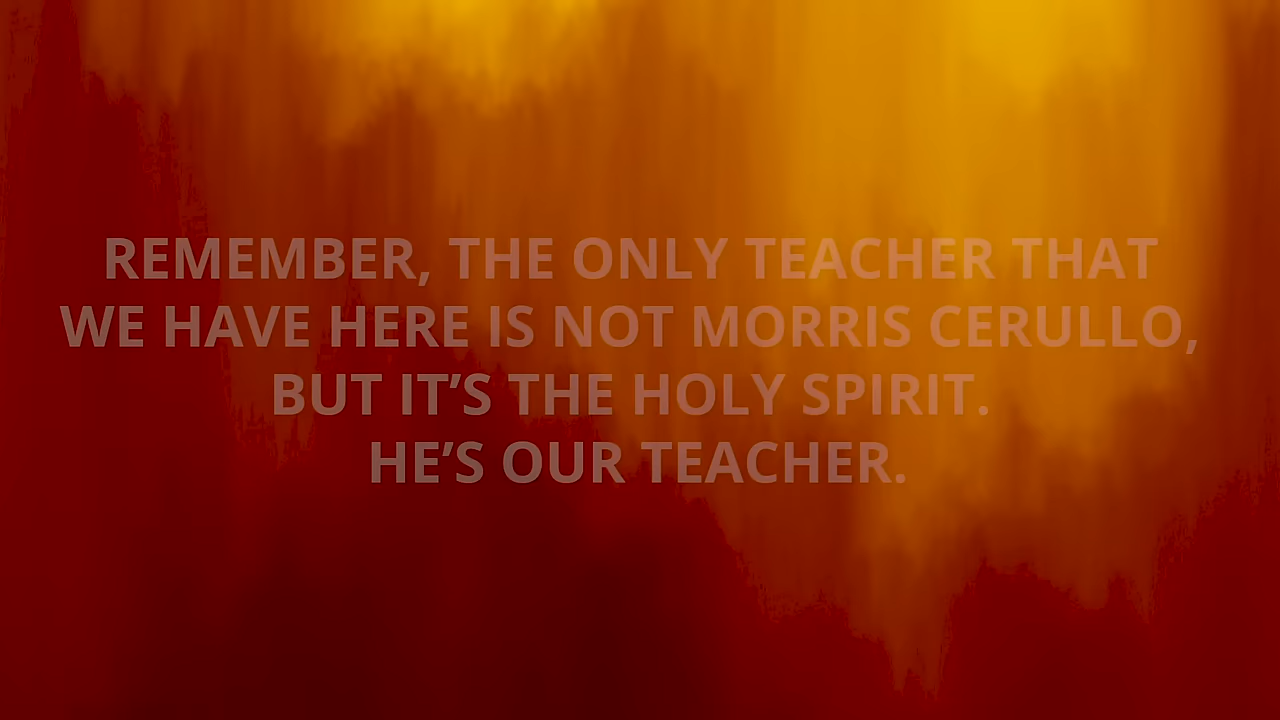 REMEMBER, THE ONLY TEACHER THAT
WE HAVE HERE IS NOT MORRIS CERULLO,
BUT IT’S THE HOLY SPIRIT.
HE’S OUR TEACHER.